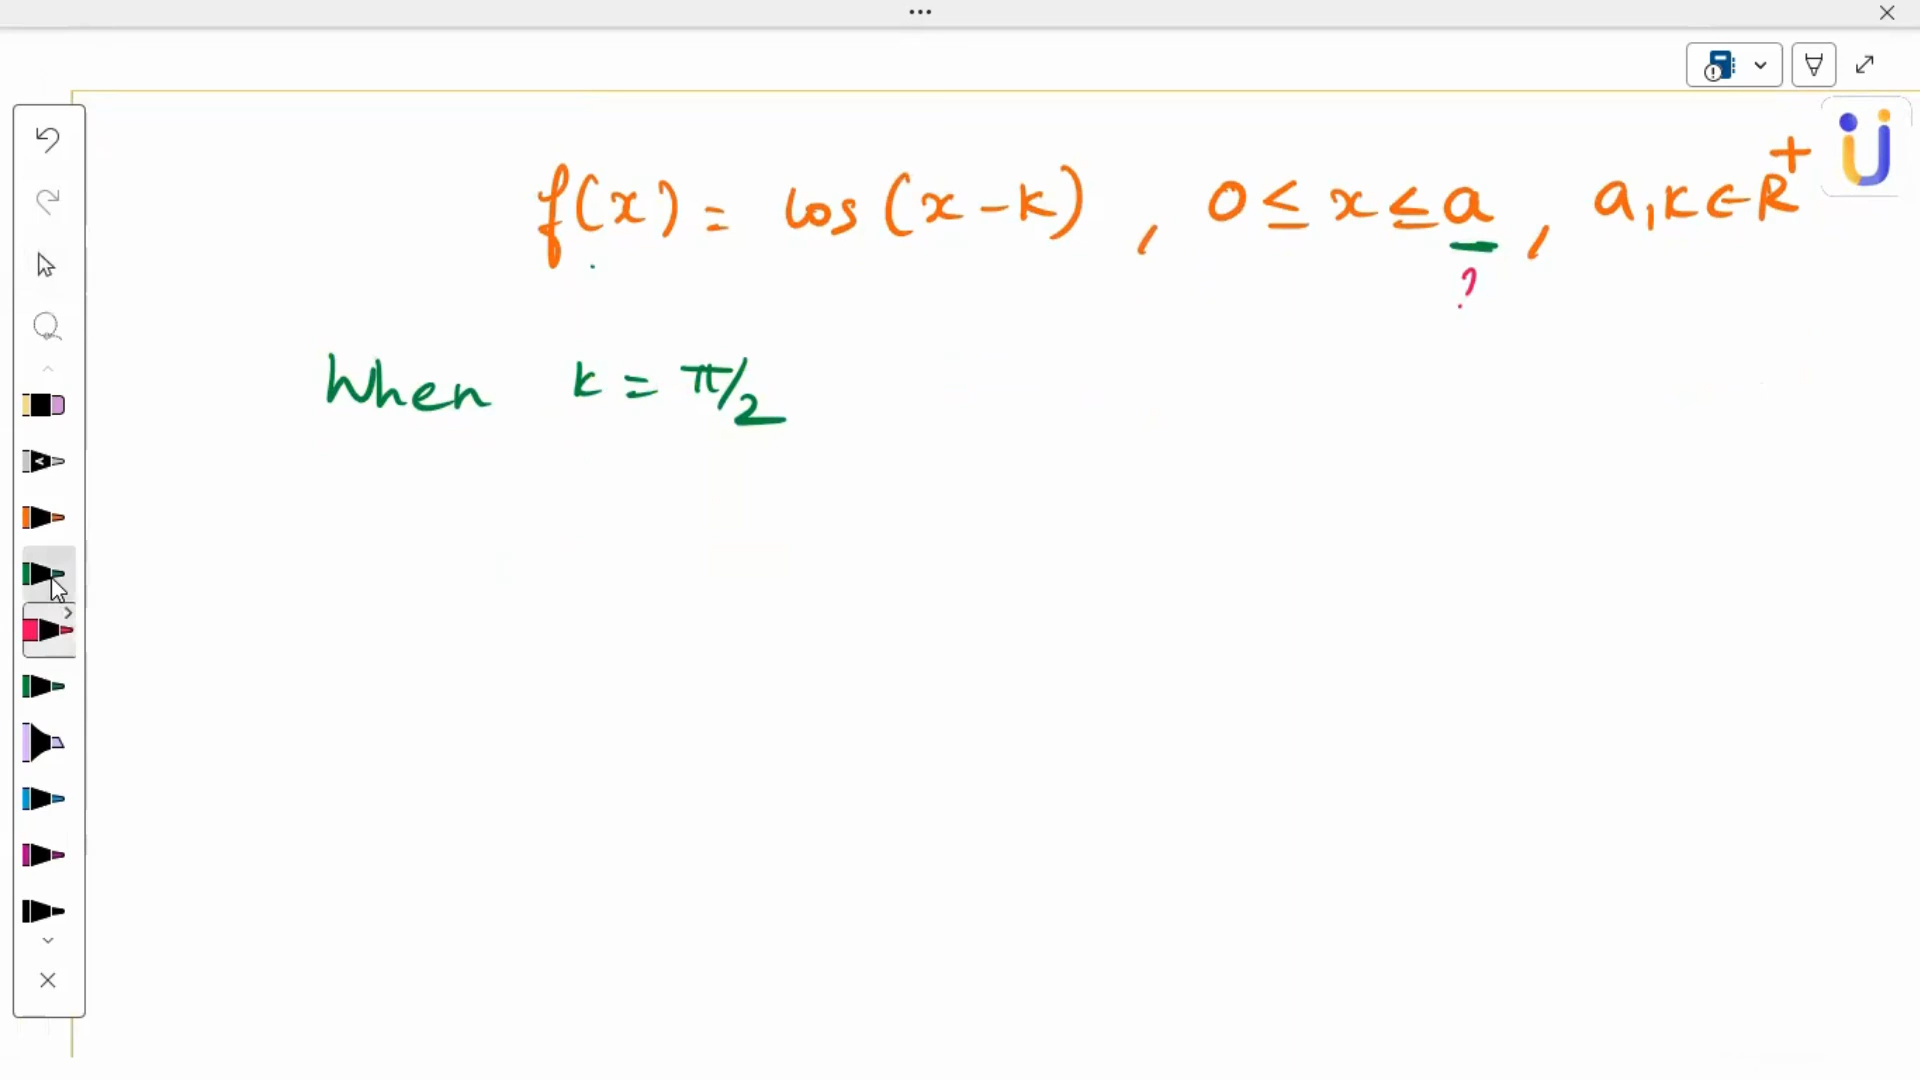 f(x) = cos(x-k) , 0 ≤ x ≤ a , a,k ∈ R⁺
?
When k = π/2